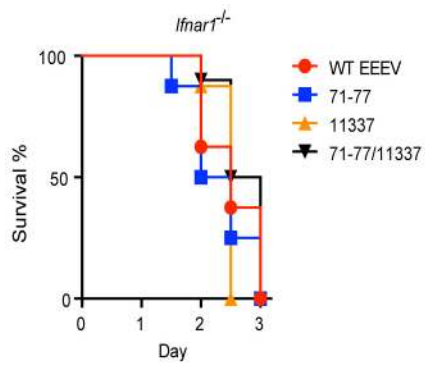 Ifnar1-/-
Survival %
100
50
0
0 1 2 3
Day
WT EEEV
71-77
11337
71-77/11337